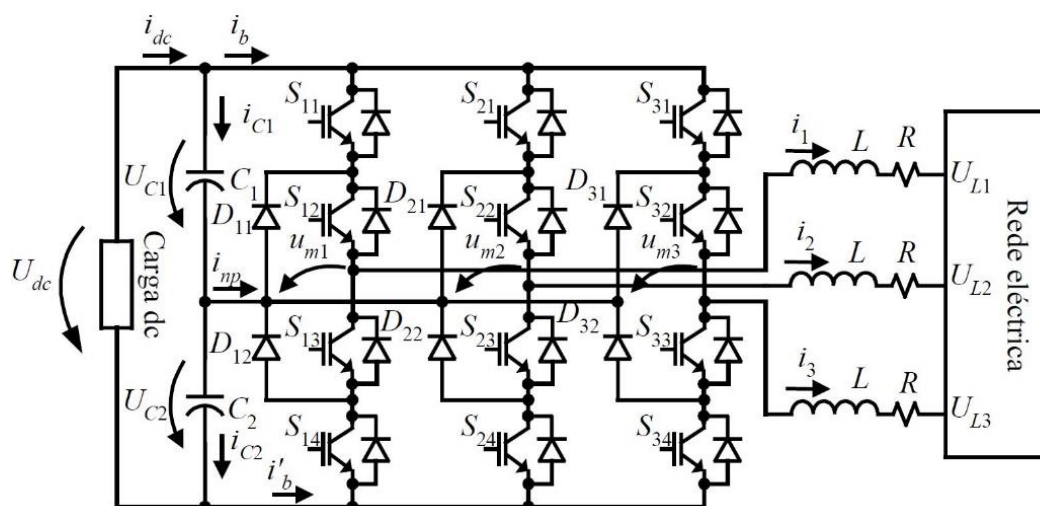 i_dc i_b
S_11 S_21 S_31
i_C1
i_1 L R
U_C1 C_1
U_L1
D_11 S_12 D_21 S_22 D_31 S_32
u_m1 u_m2 u_m3
i_2 L R
U_dc
Carga dc
i_np
U_L2
Rede eléctrica
D_12 S_13 D_22 S_23 D_32 S_33
i_3 L R
U_C2 C_2
U_L3
i_C2
S_14 S_24 S_34
i'_b